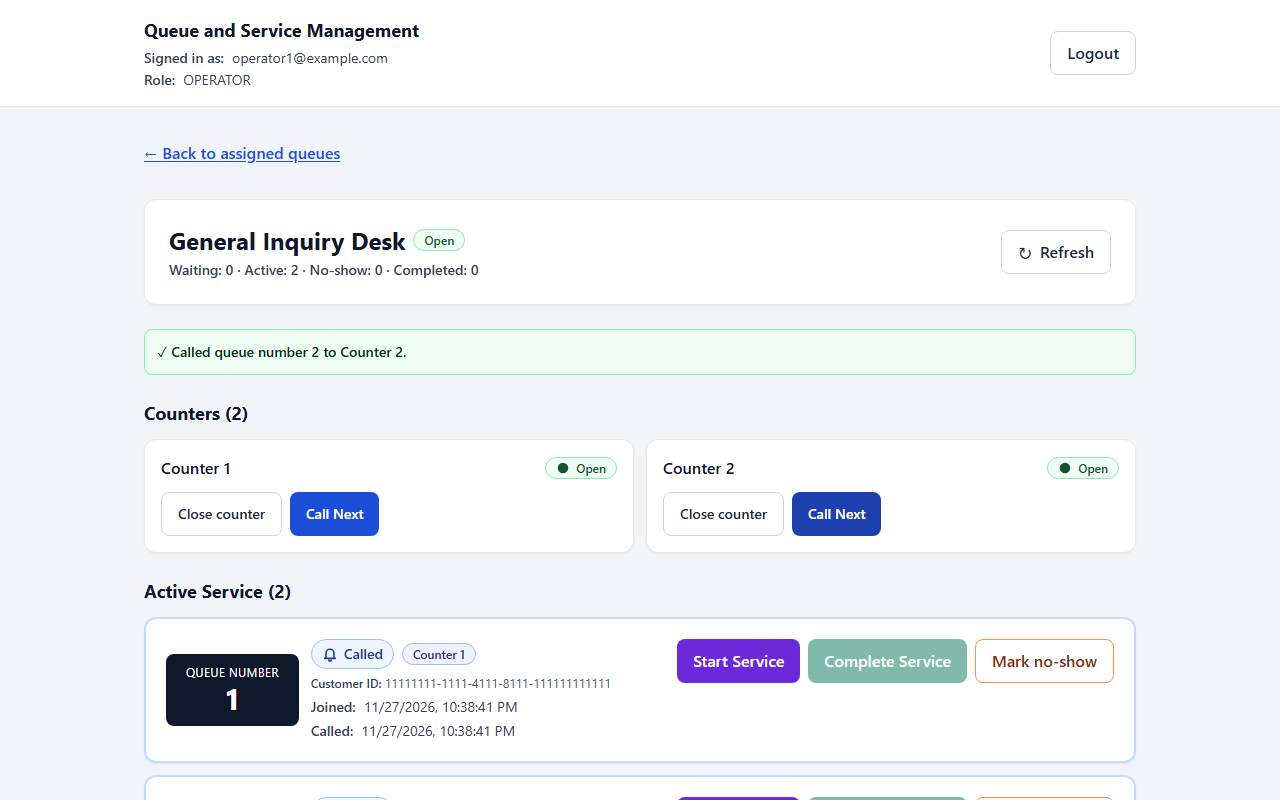 Queue and Service Management
Signed in as: operator1@example.com
Role: OPERATOR
Logout
← Back to assigned queues
General Inquiry Desk
Open
Waiting: 0 · Active: 2 · No-show: 0 · Completed: 0
↻ Refresh
✓ Called queue number 2 to Counter 2.
Counters (2)
Counter 1
Open
Close counter
Call Next
Counter 2
Open
Close counter
Call Next
Active Service (2)
QUEUE NUMBER
1
Called
Counter 1
Customer ID: 11111111-1111-4111-8111-111111111111
Joined: 11/27/2026, 10:38:41 PM
Called: 11/27/2026, 10:38:41 PM
Start Service
Complete Service
Mark no-show